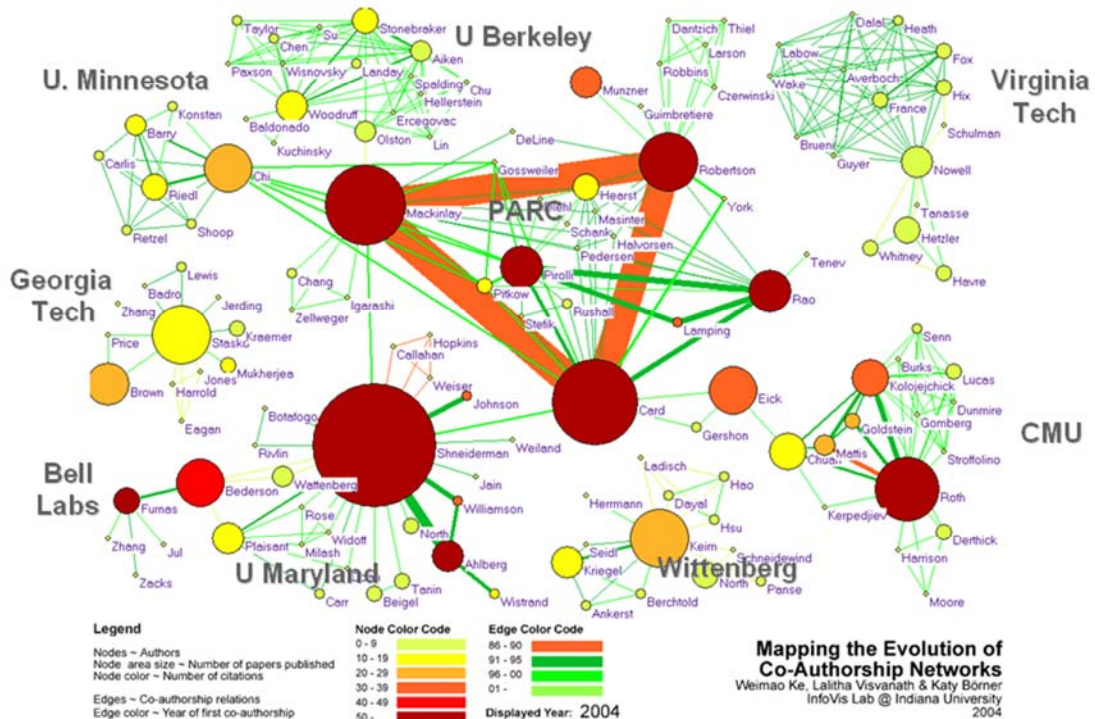 Taylor
Su
Stonebraker
Chen
U Berkeley
Aiken
Paxson
Wisnovsky
Landay
Spalding
Chu
Hellerstein
Woodruff
Ercegovac
Baldonado
Kuchinsky
Olston
Lin
U. Minnesota
Konstan
Barry
Carlis
Chi
Riedl
Retzel
Shoop
Dantzich
Thiel
Larson
Robbins
Munzner
Czerwinski
Guimbretiere
DeLine
Gossweiler
Robertson
Mackinlay
PARC
Hearst
York
Masinter
Schank
Halvorsen
Pedersen
Pirolli
Pitkow
Rushall
Stefik
Lamping
Rao
Tenev
Dalal
Heath
Labow
Fox
Averboch
Wake
Hix
France
Virginia
Tech
Schulman
Bruen
Guyer
Nowell
Tanasse
Hetzler
Whitney
Havre
Georgia
Tech
Lewis
Badro
Zhang
Jerding
Kraemer
Price
Stasko
Mukherjea
Jones
Brown
Harrold
Eagan
Chang
Igarashi
Zellweger
Hopkins
Callahan
Weiser
Johnson
Card
Eick
Gershon
Botafogo
Rivlin
Shneiderman
Weiland
Jain
Senn
Burks
Kolojejchick
Lucas
Dunmire
Goldstein
Gomberg
CMU
Mattis
Chuah
Stroffolino
Roth
Kerpedjiev
Derthick
Harrison
Moore
Bell
Labs
Bederson
Wattenberg
Furnas
Zhang
Jul
Zacks
Williamson
Rose
North
Widoff
Plaisant
Milash
U Maryland
Ahlberg
Tanin
Carr
Beigel
Wistrand
Ladisch
Hao
Herrmann
Dayal
Hsu
Keim
Seidl
Schneidewind
Kriegel
Wittenberg
North
Panse
Berchtold
Ankerst
Legend
Nodes ~ Authors
Node area size ~ Number of papers published
Node color ~ Number of citations
Edges ~ Co-authorship relations
Edge color ~ Year of first co-authorship
Node Color Code
0 - 9
10 - 19
20 - 29
30 - 39
40 - 49
50 -
Edge Color Code
86 - 90
91 - 95
96 - 00
01 -
Displayed Year: 2004
Mapping the Evolution of
Co-Authorship Networks
Weimao Ke, Lalitha Visvanath & Katy Börner
InfoVis Lab @ Indiana University
2004